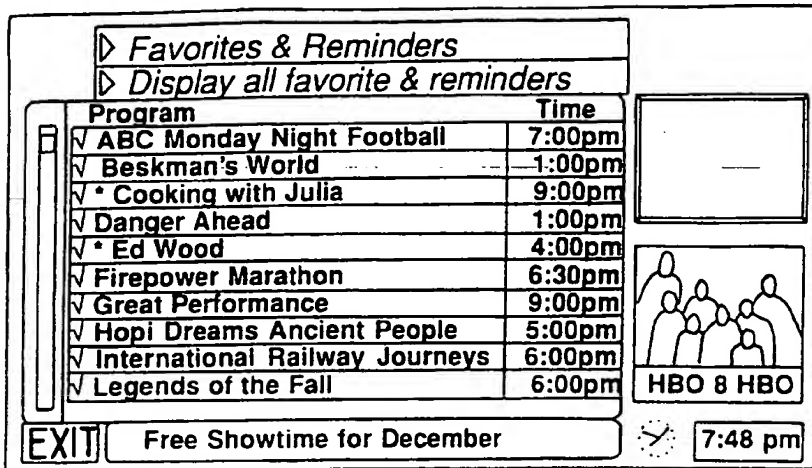 ▷ Favorites & Reminders
▷ Display all favorite & reminders
Program Time
√ ABC Monday Night Football 7:00pm
√ Beskman's World 1:00pm
√ * Cooking with Julia 9:00pm
√ Danger Ahead 1:00pm
√ * Ed Wood 4:00pm
√ Firepower Marathon 6:30pm
√ Great Performance 9:00pm
√ Hopi Dreams Ancient People 5:00pm
√ International Railway Journeys 6:00pm
√ Legends of the Fall 6:00pm
HBO 8 HBO
EXIT Free Showtime for December 7:48 pm